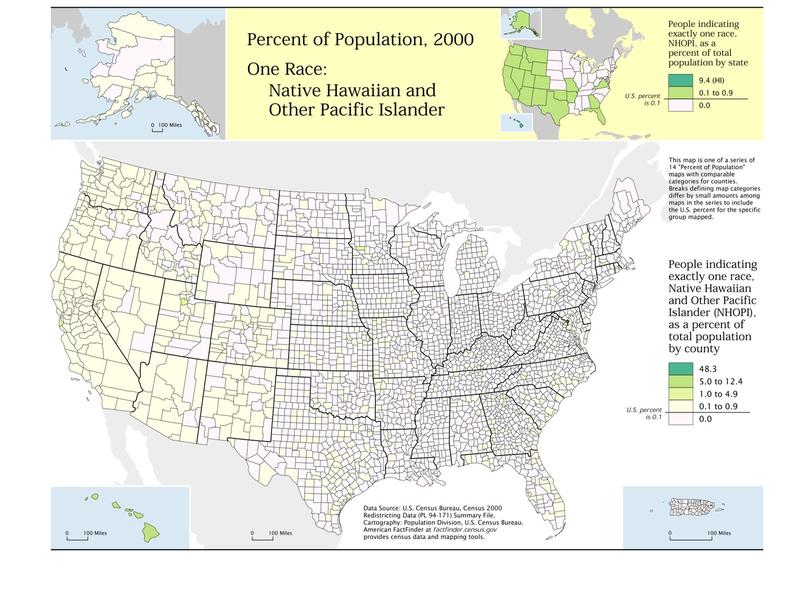 Percent of Population, 2000
One Race:
Native Hawaiian and
Other Pacific Islander
0 100 Miles
People indicating
exactly one race,
NHOPI, as a
percent of total
population by state
9.4 (HI)
0.1 to 0.9
0.0
U.S. percent
is 0.1
This map is one of a series of
14 "Percent of Population"
maps with comparable
categories for counties.
Breaks defining map categories
differ by small amounts among
maps in the series to include
the U.S. percent for the specific
group mapped.
People indicating
exactly one race,
Native Hawaiian
and Other Pacific
Islander (NHOPI),
as a percent of
total population
by county
48.3
5.0 to 12.4
1.0 to 4.9
0.1 to 0.9
0.0
U.S. percent
is 0.1
0 100 Miles
0 100 Miles
Data Source: U.S. Census Bureau, Census 2000
Redistricting Data (PL 94-171) Summary File.
Cartography: Population Division, U.S. Census Bureau.
American FactFinder at factfinder.census.gov
provides census data and mapping tools.
0 100 Miles